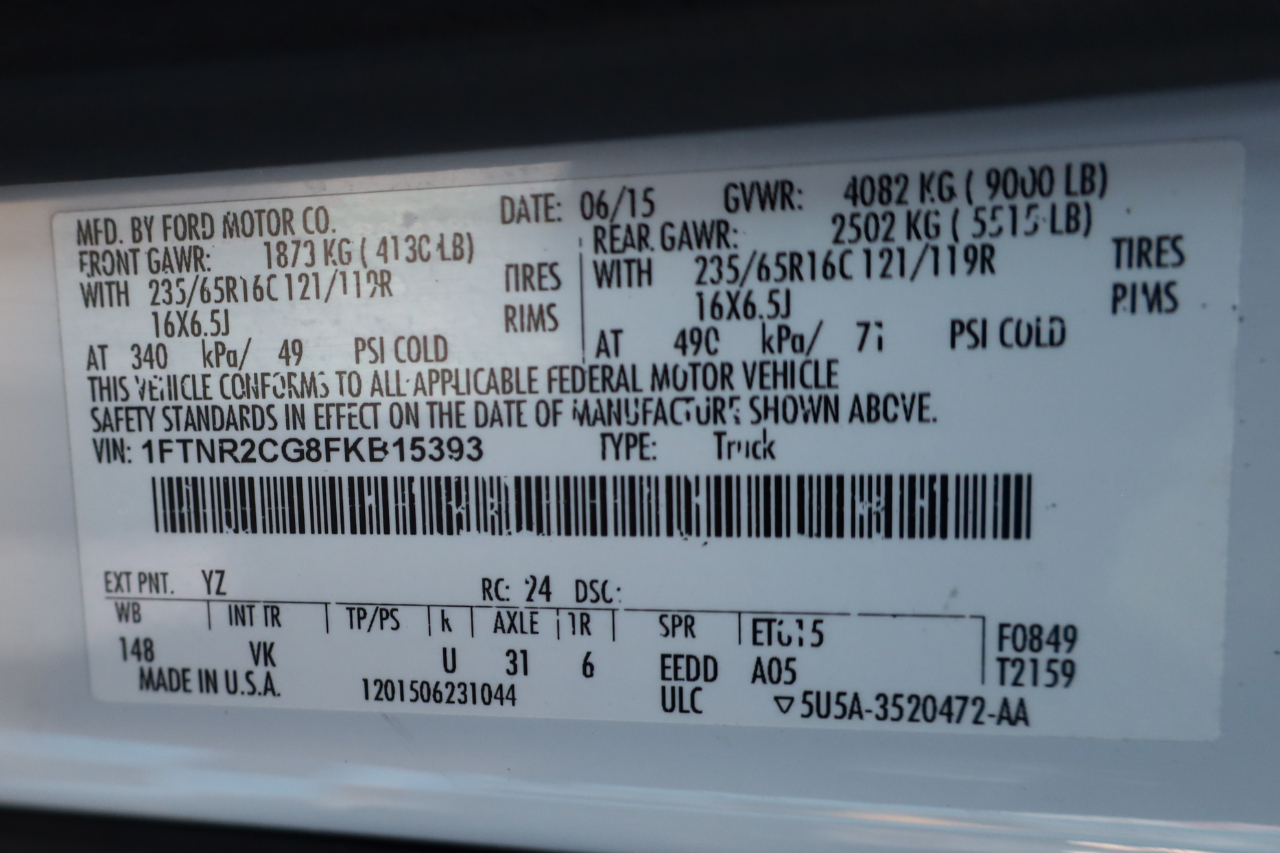 MFD. BY FORD MOTOR CO. DATE: 06/15 GVWR: 4082 KG ( 9000 LB)
FRONT GAWR: 1873 KG ( 4130 LB) REAR GAWR: 2502 KG ( 5515 LB)
WITH 235/65R16C 121/119R TIRES WITH 235/65R16C 121/119R TIRES
16X6.5J RIMS 16X6.5J RIMS
AT 340 kPa/ 49 PSI COLD AT 490 kPa/ 71 PSI COLD
THIS VEHICLE CONFORMS TO ALL APPLICABLE FEDERAL MOTOR VEHICLE
SAFETY STANDARDS IN EFFECT ON THE DATE OF MANUFACTURE SHOWN ABOVE.
VIN: 1FTNR2CG8FKB15393 TYPE: Truck
EXT PNT. YZ RC: 24 DSC:
WB INT TR TP/PS R AXLE TR SPR F0849
148 VK U 31 6 EEDD A05 T2159
MADE IN U.S.A. 1201506231044 ULC ▽5U5A-3520472-AA